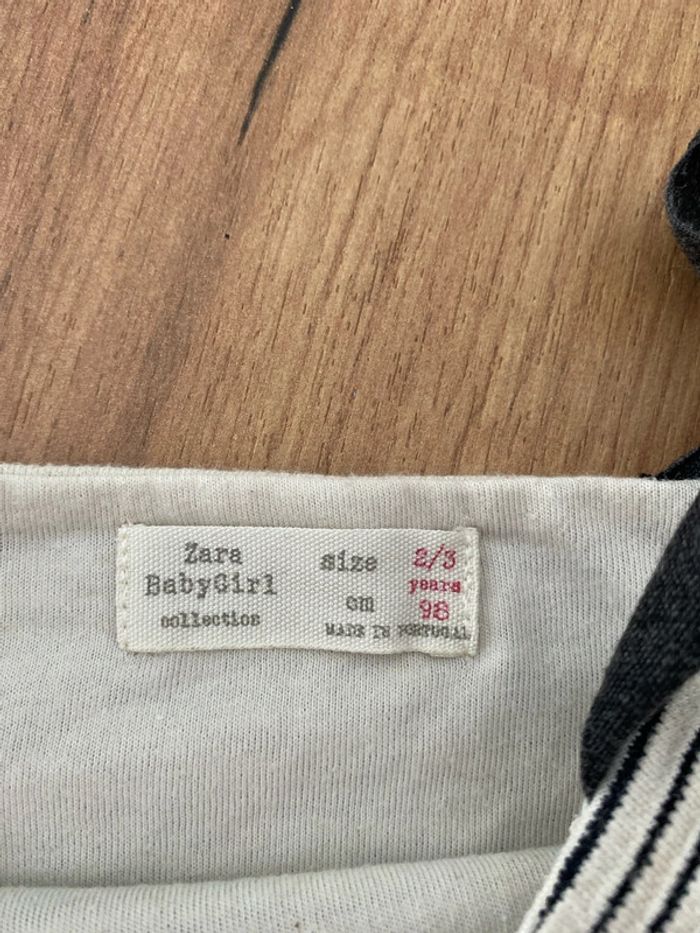 Zara
BabyGirl
collection
size 2/3
years
cm 98
MADE IN PORTUGAL